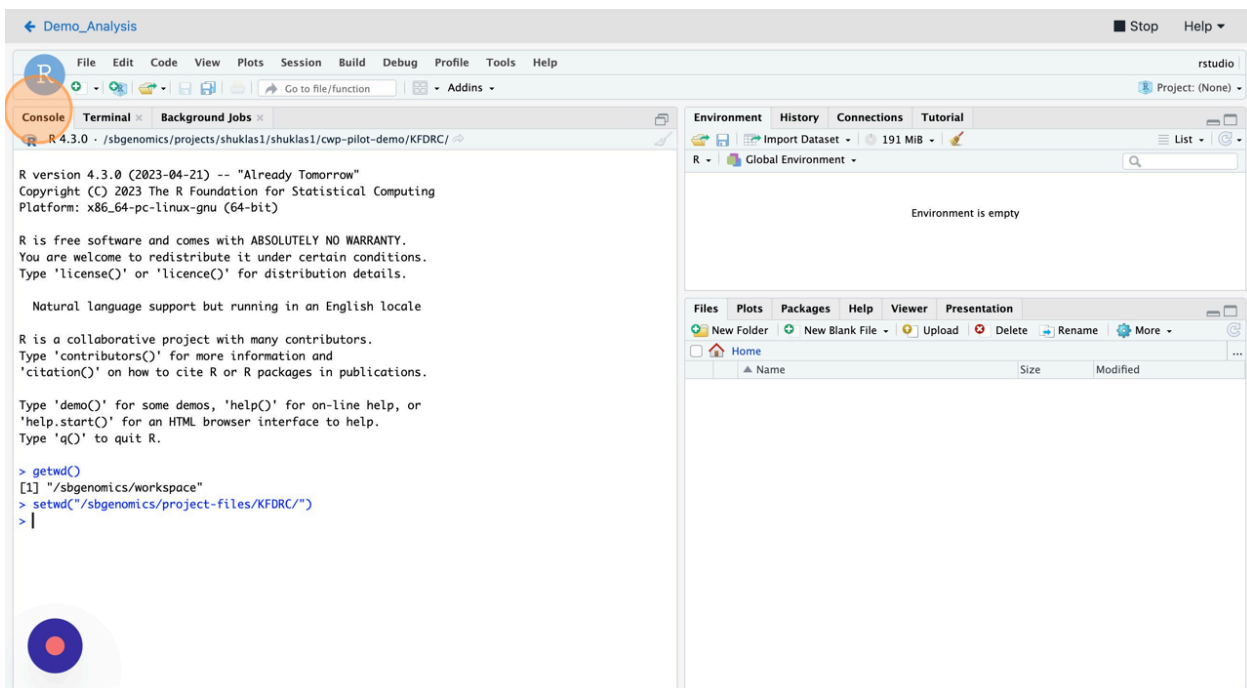 Demo_Analysis Stop Help
R
File Edit Code View Plots Session Build Debug Profile Tools Help rstudio
Go to file/function Addins Project: (None)
Console Terminal Background Jobs
R 4.3.0 · /sbgenomics/projects/shuklas1/shuklas1/cwp-pilot-demo/KFDRC/
R version 4.3.0 (2023-04-21) -- "Already Tomorrow"
Copyright (C) 2023 The R Foundation for Statistical Computing
Platform: x86_64-pc-linux-gnu (64-bit)
R is free software and comes with ABSOLUTELY NO WARRANTY.
You are welcome to redistribute it under certain conditions.
Type 'license()' or 'licence()' for distribution details.
Natural language support but running in an English locale
R is a collaborative project with many contributors.
Type 'contributors()' for more information and
'citation()' on how to cite R or R packages in publications.
Type 'demo()' for some demos, 'help()' for on-line help, or
'help.start()' for an HTML browser interface to help.
Type 'q()' to quit R.
> getwd()
[1] "/sbgenomics/workspace"
> setwd("/sbgenomics/project-files/KFDRC/")
>
Environment History Connections Tutorial
Import Dataset 191 MiB List
R Global Environment
Environment is empty
Files Plots Packages Help Viewer Presentation
New Folder New Blank File Upload Delete Rename More
Home ...
Name Size Modified